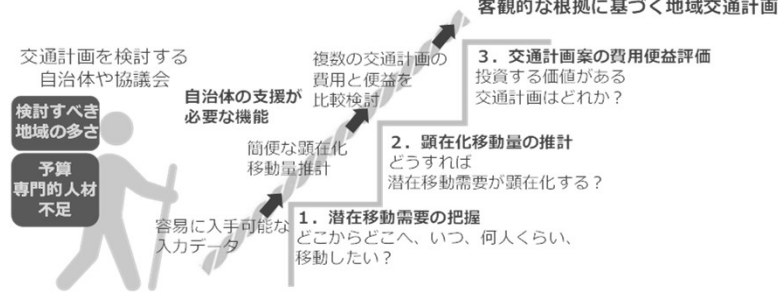 客観的な根拠に基づく地域交通計画
交通計画を検討する
自治体や協議会
検討すべき
地域の多さ
予算
専門的人材
不足
自治体の支援が
必要な機能
複数の交通計画の
費用と便益を
比較検討
簡便な顕在化
移動量推計
容易に入手可能な
入力データ
3．交通計画案の費用便益評価
投資する価値がある
交通計画はどれか？
2．顕在化移動量の推計
どうすれば
潜在移動需要が顕在化する？
1．潜在移動需要の把握
どこからどこへ、いつ、何人くらい、
移動したい？